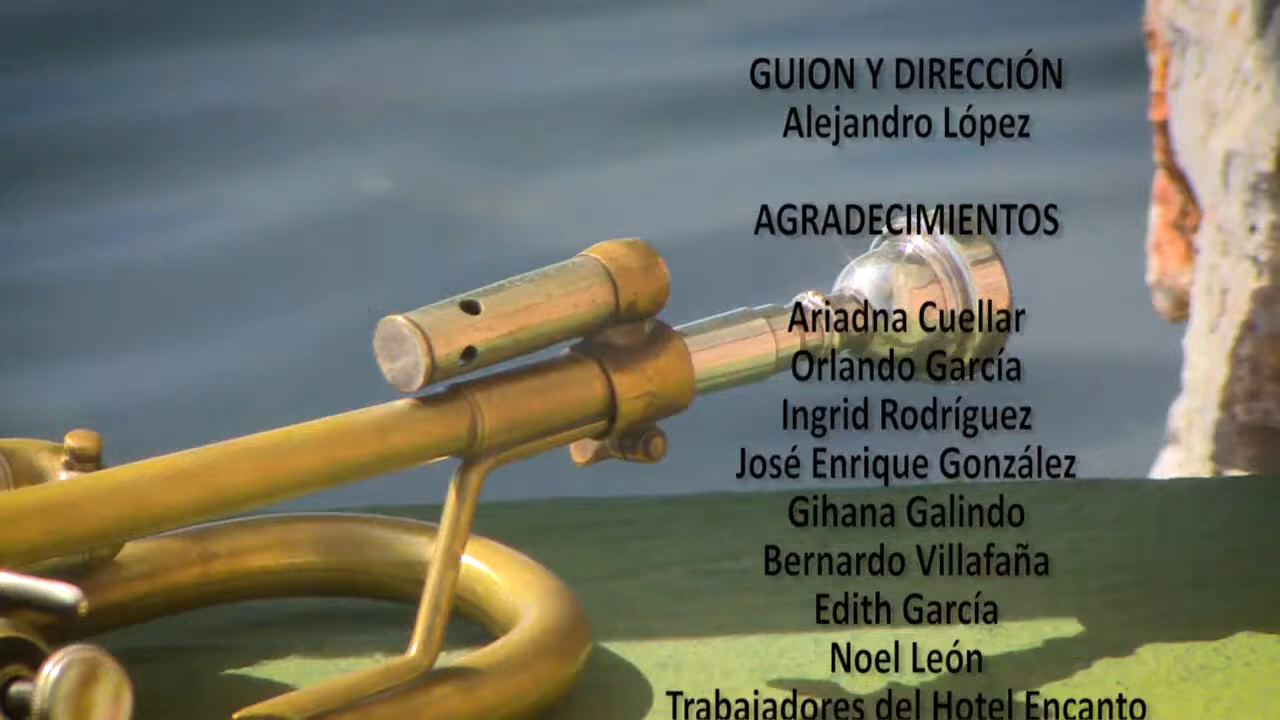 GUION Y DIRECCIÓN
Alejandro López
AGRADECIMIENTOS
Ariadna Cuellar
Orlando García
Ingrid Rodríguez
José Enrique González
Gihana Galindo
Bernardo Villafaña
Edith García
Noel León
Trabajadores del Hotel Encanto